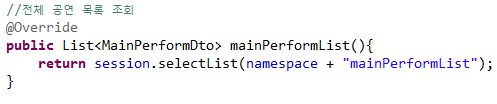 //전체 공연 목록 조회
@Override
public List<MainPerformDto> mainPerformList(){
    return session.selectList(namespace + "mainPerformList");
}